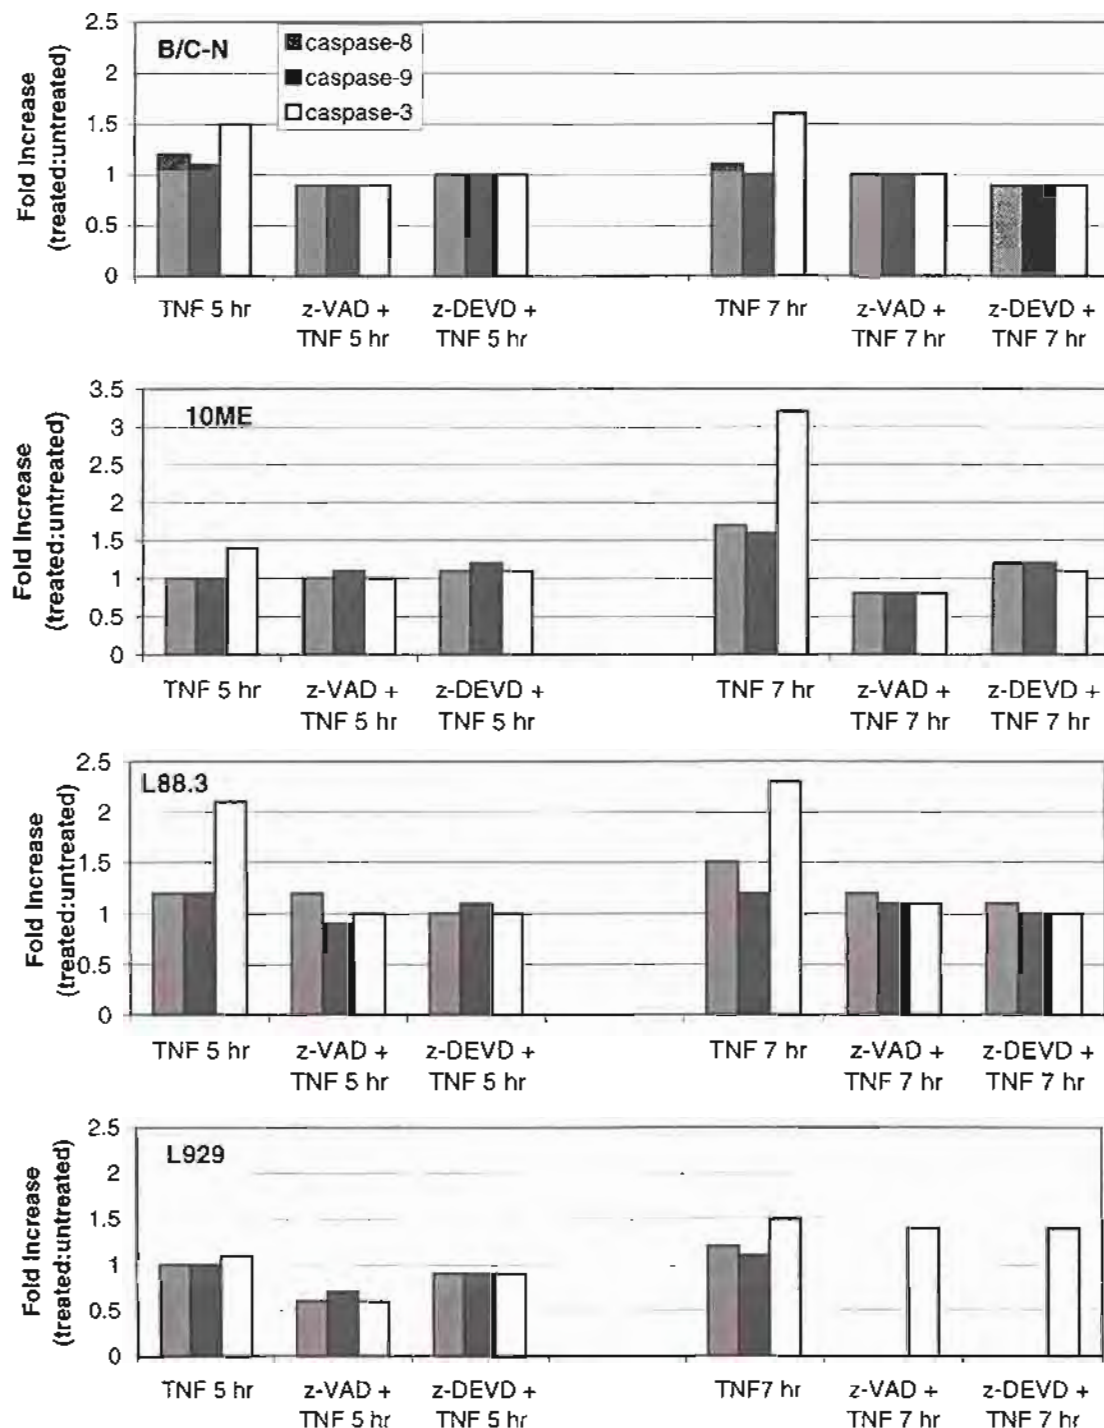 2.5
2
1.5
1
0.5
0
Fold Increase
(treated:untreated)
B/C-N
caspase-8
caspase-9
caspase-3
TNF 5 hr
z-VAD +
TNF 5 hr
z-DEVD +
TNF 5 hr
TNF 7 hr
z-VAD +
TNF 7 hr
z-DEVD +
TNF 7 hr
3.5
3
2.5
2
1.5
1
0.5
0
Fold Increase
(treated:untreated)
10ME
TNF 5 hr
z-VAD +
TNF 5 hr
z-DEVD +
TNF 5 hr
TNF 7 hr
z-VAD +
TNF 7 hr
z-DEVD +
TNF 7 hr
2.5
2
1.5
1
0.5
0
Fold Increase
(treated:untreated)
L88.3
TNF 5 hr
z-VAD +
TNF 5 hr
z-DEVD +
TNF 5 hr
TNF 7 hr
z-VAD +
TNF 7 hr
z-DEVD +
TNF 7 hr
2.5
2
1.5
1
0.5
0
Fold Increase
(treated:untreated)
L929
TNF 5 hr
z-VAD +
TNF 5 hr
z-DEVD +
TNF 5 hr
TNF7 hr
z-VAD +
TNF 7 hr
z-DEVD +
TNF 7 hr